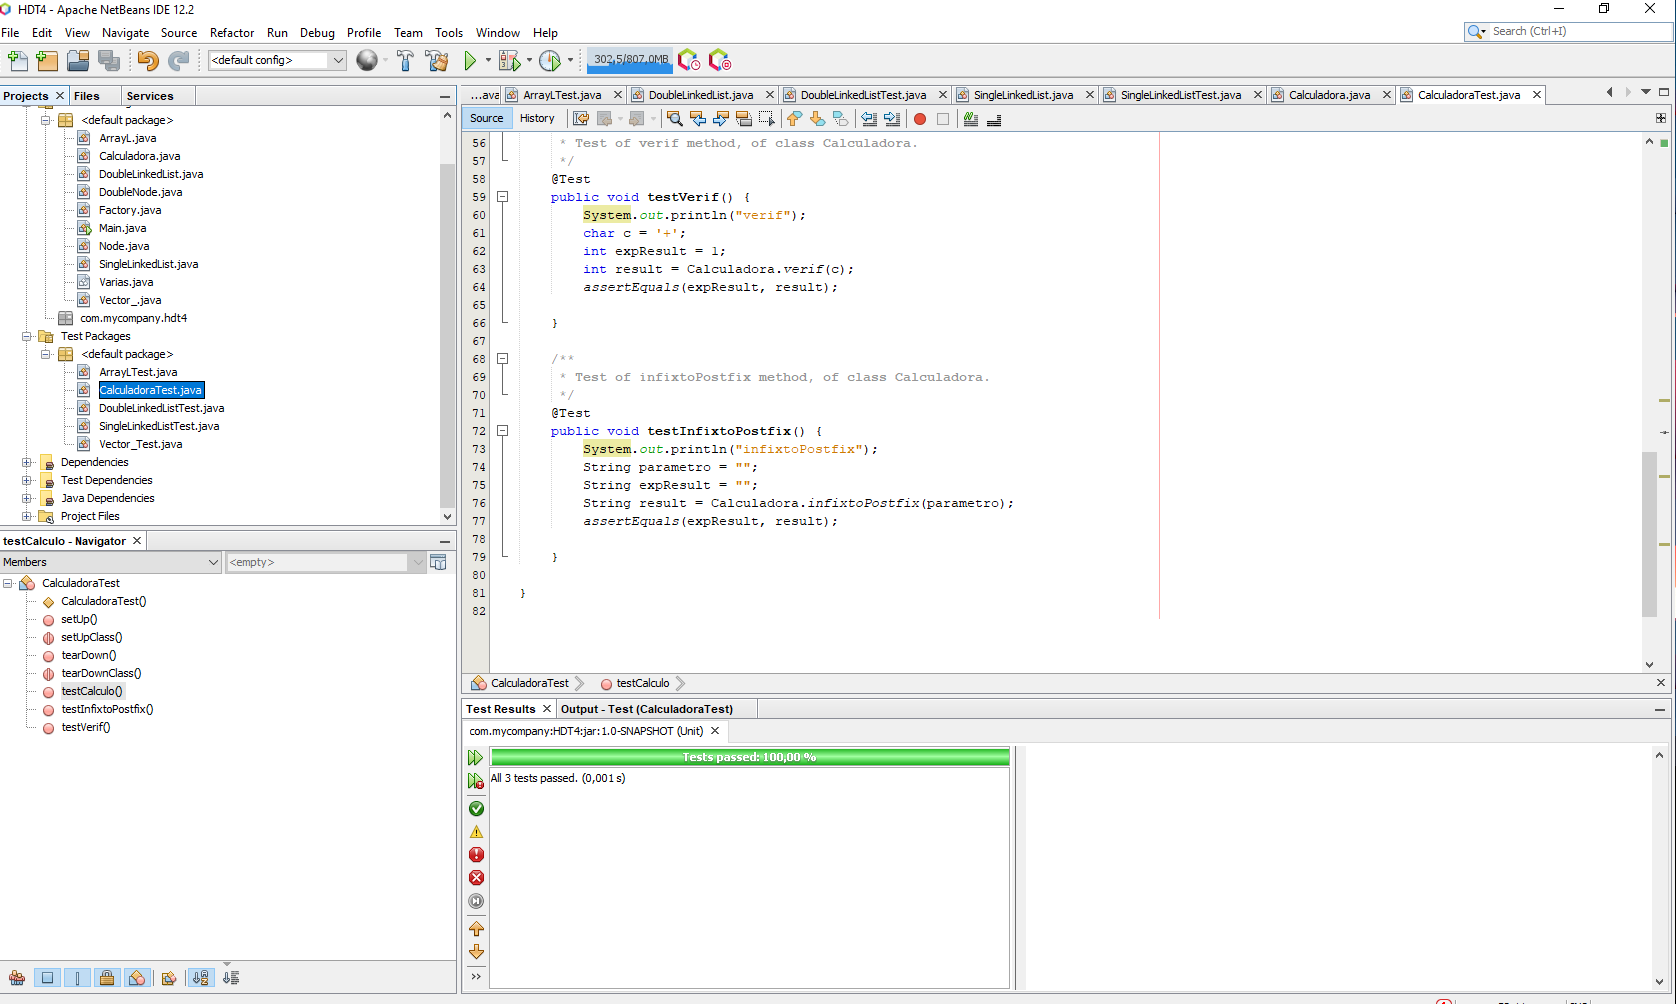 HDT4 - Apache NetBeans IDE 12.2
File Edit View Navigate Source Refactor Run Debug Profile Team Tools Window Help
Search (Ctrl+I)
<default config>
302,5/807,0MB
Projects Files Services
<default package>
ArrayL.java
Calculadora.java
DoubleLinkedList.java
DoubleNode.java
Factory.java
Main.java
Node.java
SingleLinkedList.java
Varias.java
Vector_.java
com.mycompany.hdt4
Test Packages
<default package>
ArrayLTest.java
CalculadoraTest.java
DoubleLinkedListTest.java
SingleLinkedListTest.java
Vector_Test.java
Dependencies
Test Dependencies
Java Dependencies
Project Files
testCalculo - Navigator
Members
<empty>
CalculadoraTest
CalculadoraTest()
setUp()
setUpClass()
tearDown()
tearDownClass()
testCalculo()
testInfixtoPostfix()
testVerif()
...ava ArrayLTest.java DoubleLinkedList.java DoubleLinkedListTest.java SingleLinkedList.java SingleLinkedListTest.java Calculadora.java CalculadoraTest.java
Source History
56 * Test of verif method, of class Calculadora.
57 */
58 @Test
59 public void testVerif() {
60 System.out.println("verif");
61 char c = '+';
62 int expResult = 1;
63 int result = Calculadora.verif(c);
64 assertEquals(expResult, result);
65
66 }
67
68 /**
69 * Test of infixtoPostfix method, of class Calculadora.
70 */
71 @Test
72 public void testInfixtoPostfix() {
73 System.out.println("infixtoPostfix");
74 String parametro = "";
75 String expResult = "";
76 String result = Calculadora.infixtoPostfix(parametro);
77 assertEquals(expResult, result);
78
79 }
80
81 }
82
CalculadoraTest testCalculo
Test Results Output - Test (CalculadoraTest)
com.mycompany:HDT4:jar:1.0-SNAPSHOT (Unit)
Tests passed: 100,00 %
All 3 tests passed. (0,001 s)